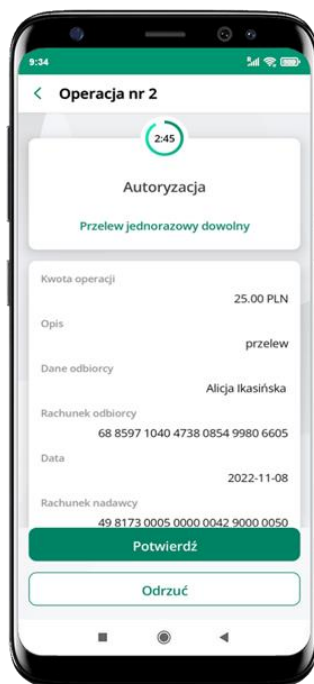 9:34
Operacja nr 2
2:45
Autoryzacja
Przelew jednorazowy dowolny
Kwota operacji
25.00 PLN
Opis
przelew
Dane odbiorcy
Alicja Ikasińska
Rachunek odbiorcy
68 8597 1040 4738 0854 9980 6605
Data
2022-11-08
Rachunek nadawcy
49 8173 0005 0000 0042 9000 0050
Potwierdź
Odrzuć